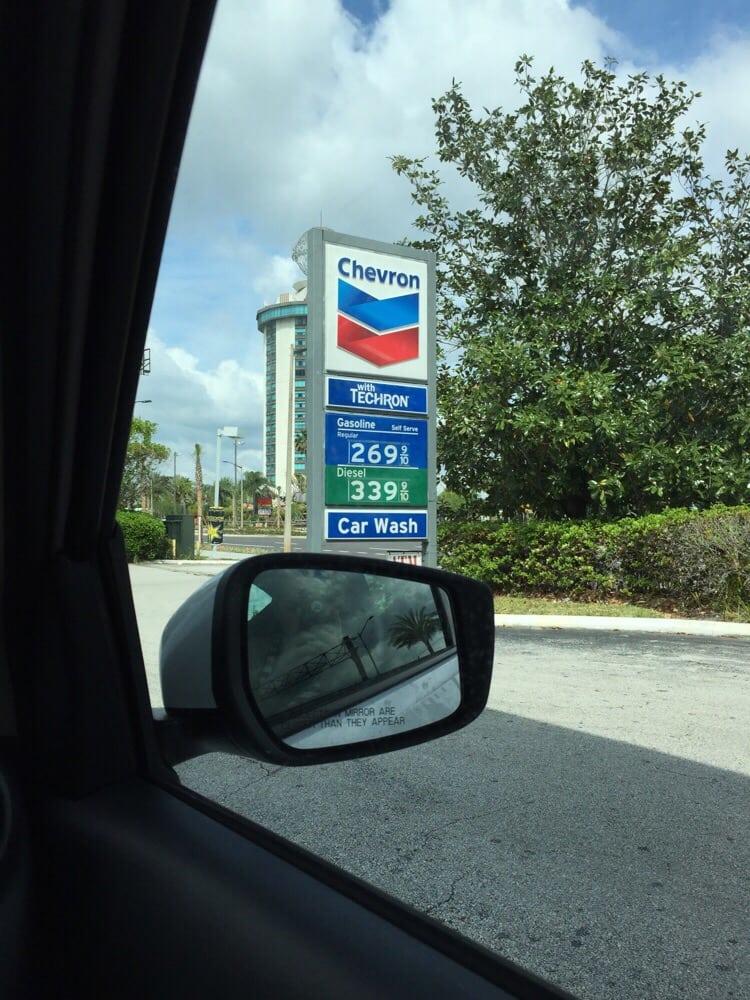 Chevron
with
TECHRON
Gasoline Self Serve
Regular
269 9/10
Diesel
339 9/10
Car Wash
MIRROR ARE
THAN THEY APPEAR